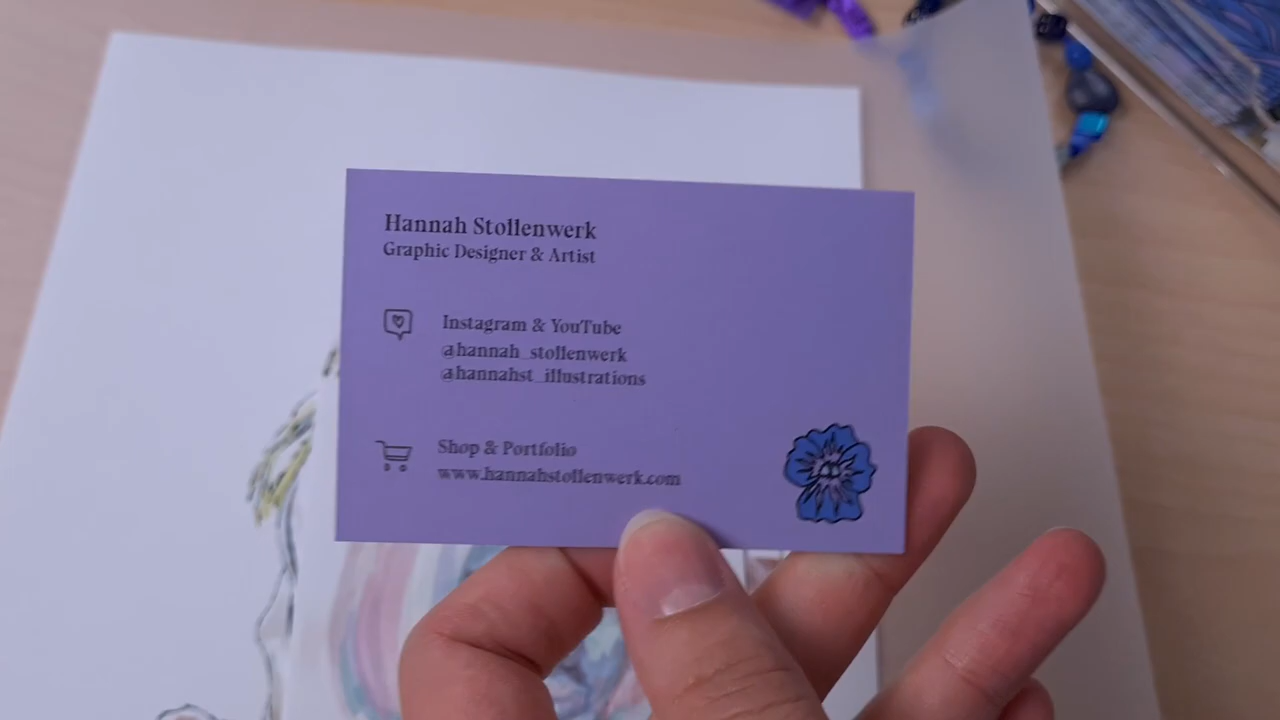 Hannah Stollenwerk
Graphic Designer & Artist
Instagram & YouTube
@hannah_stollenwerk
@hannahst_illustrations
Shop & Portfolio
www.hannahstollenwerk.com